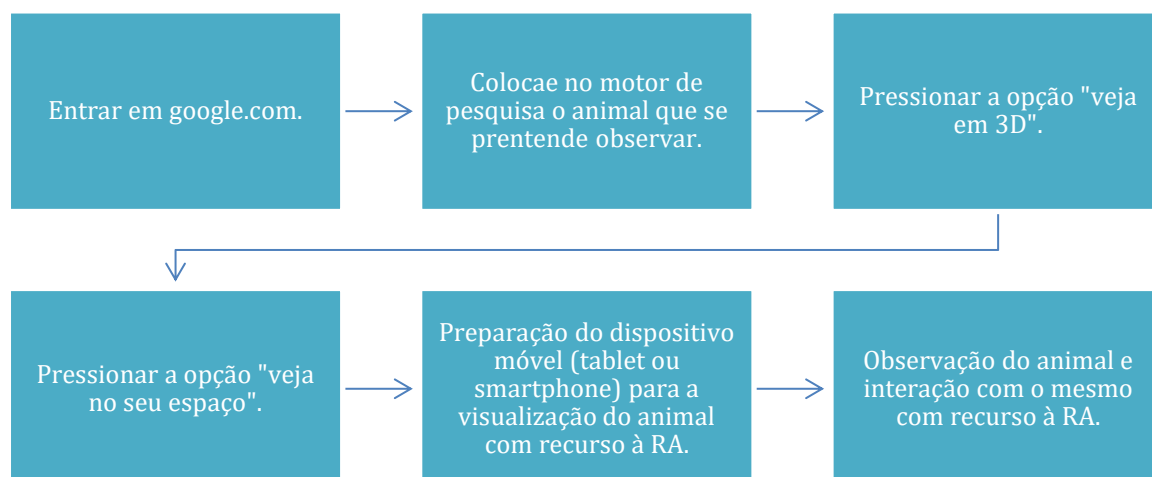 Entrar em google.com.
Colocae no motor de
pesquisa o animal que se
prentende observar.
Pressionar a opção "veja
em 3D".
Pressionar a opção "veja
no seu espaço".
Preparação do dispositivo
móvel (tablet ou
smartphone) para a
visualização do animal
com recurso à RA.
Observação do animal e
interação com o mesmo
com recurso à RA.